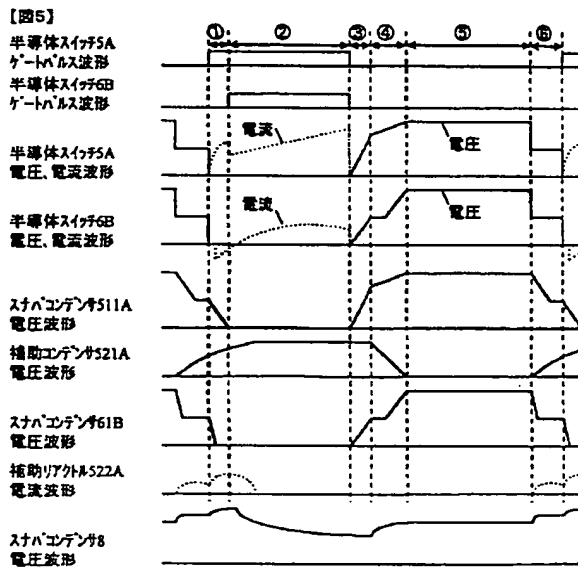 【図5】
① ② ③ ④ ⑤ ⑥
半導体スイッチ5A
ゲートパルス波形
半導体スイッチ6B
ゲートパルス波形
電流
電圧
半導体スイッチ5A
電圧、電流波形
電流
電圧
半導体スイッチ6B
電圧、電流波形
スナバコンデンサ511A
電圧波形
補助コンデンサ521A
電圧波形
スナバコンデンサ61B
電圧波形
補助リアクトル522A
電流波形
スナバコンデンサ8
電圧波形